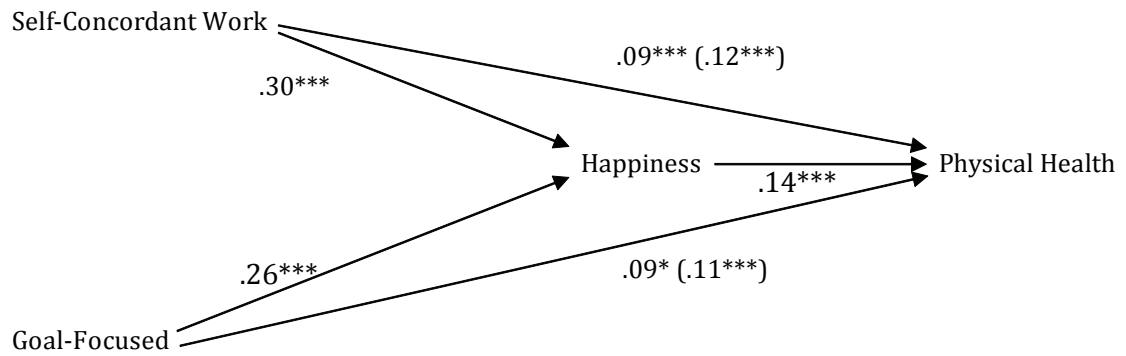 Self-Concordant Work
.09*** (.12***)
.30***
Happiness
Physical Health
.14***
.26***
.09* (.11***)
Goal-Focused